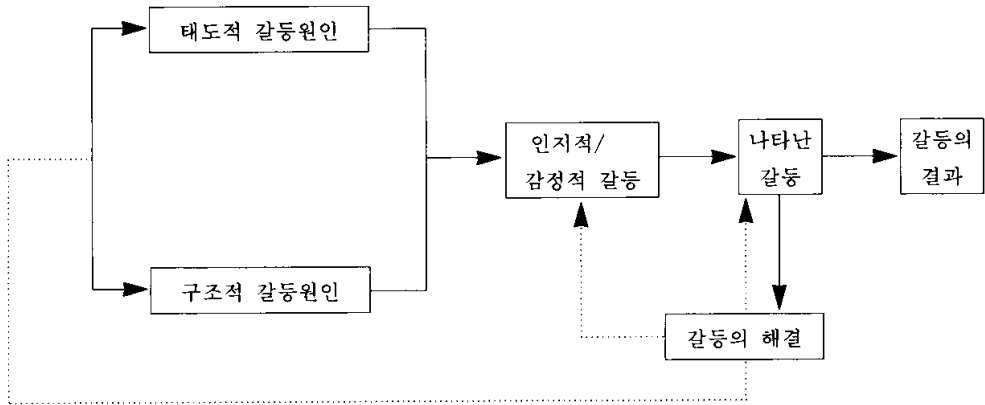 태도적 갈등원인
인지적/
감정적 갈등
나타난
갈등
갈등의
결과
구조적 갈등원인
갈등의 해결